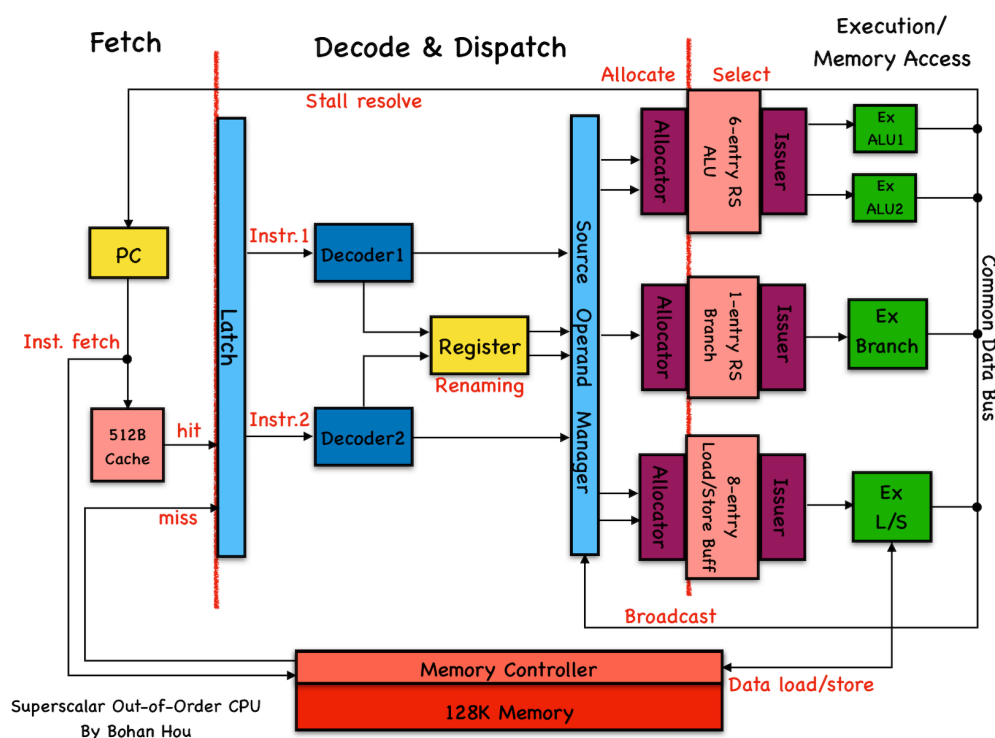 Fetch
Decode & Dispatch
Execution/
Memory Access
Allocate
Select
Stall resolve
PC
Inst. fetch
512B
Cache
hit
miss
Latch
Instr.1
Decoder1
Register
Renaming
Instr.2
Decoder2
Source Operand Manager
Allocator
6-entry RS
ALU
Issuer
Ex
ALU1
Ex
ALU2
Allocator
1-entry RS
Branch
Issuer
Ex
Branch
Allocator
8-entry
Load/Store Buff
Issuer
Ex
L/S
Common Data Bus
Broadcast
Memory Controller
128K Memory
Data load/store
Superscalar Out-of-Order CPU
By Bohan Hou